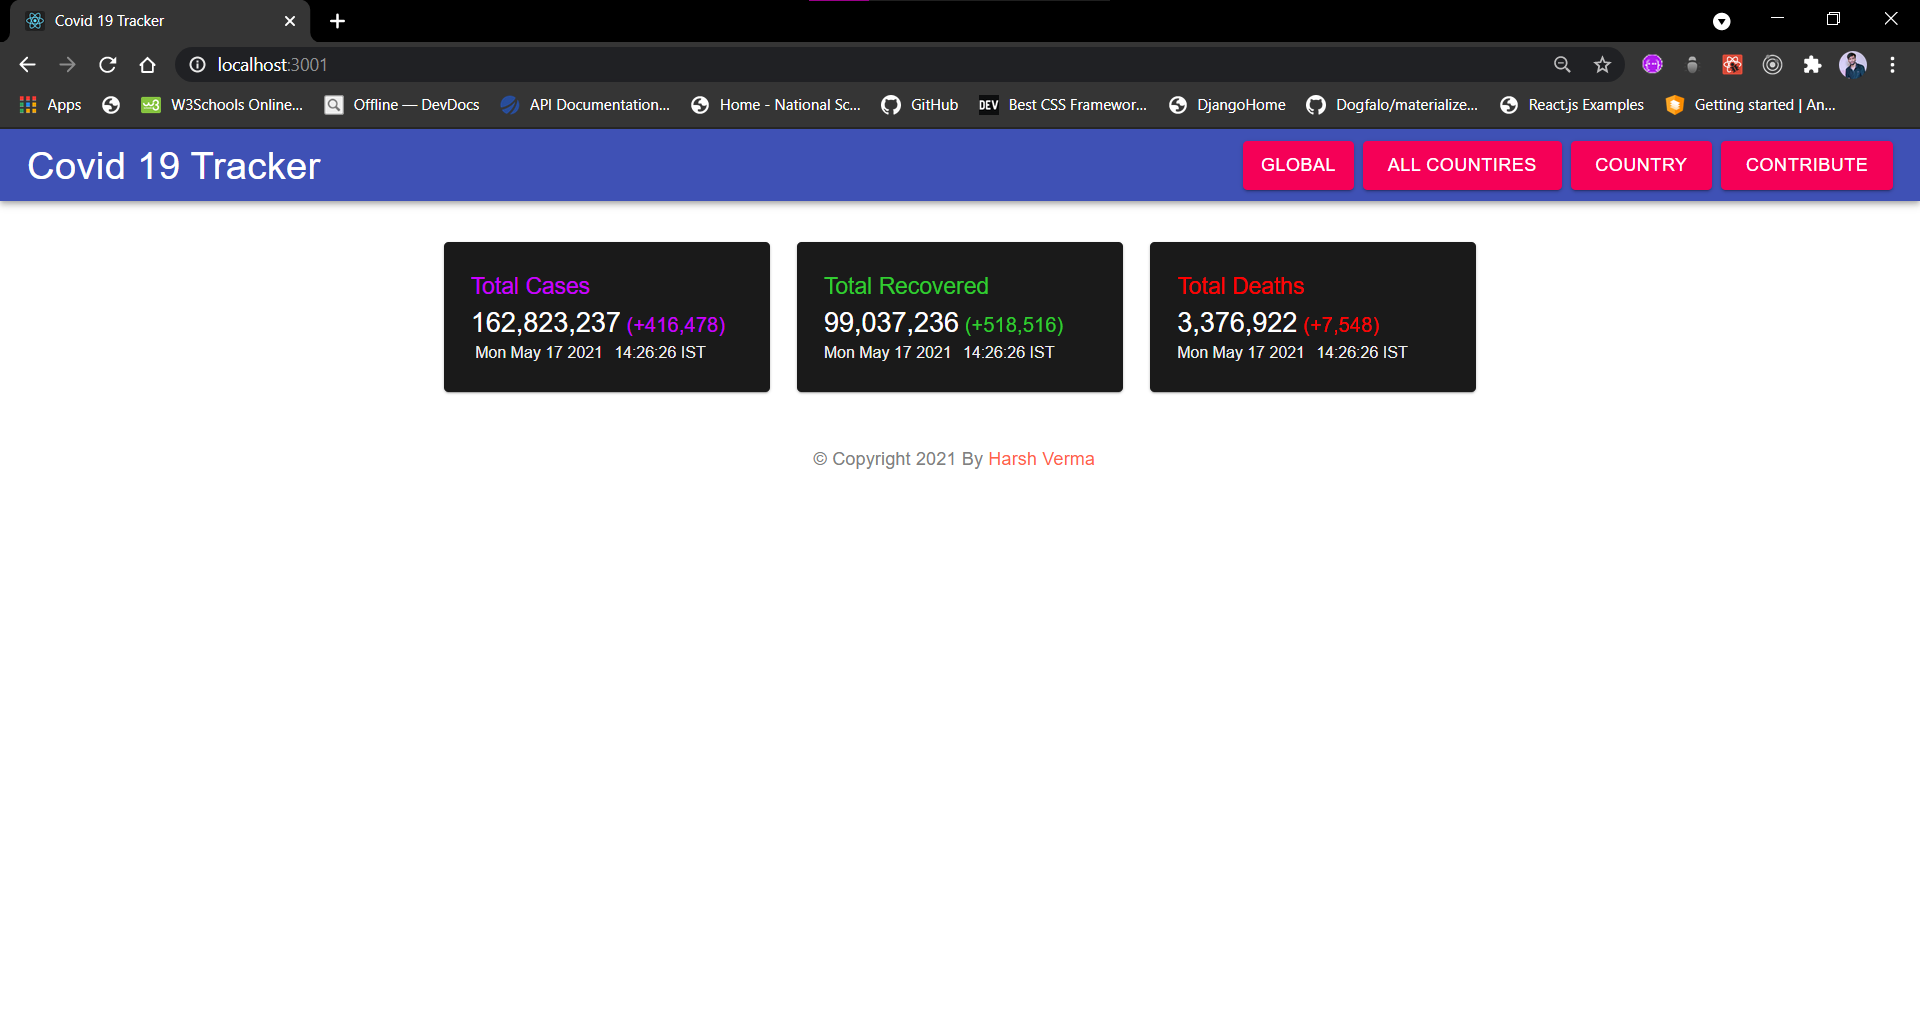 Covid 19 Tracker
localhost:3001
Apps W3Schools Online... Offline — DevDocs API Documentation... Home - National Sc... GitHub DEV Best CSS Framewor... DjangoHome Dogfalo/materialize... React.js Examples Getting started | An...
Covid 19 Tracker GLOBAL ALL COUNTIRES COUNTRY CONTRIBUTE
Total Cases
162,823,237 (+416,478)
Mon May 17 2021 14:26:26 IST
Total Recovered
99,037,236 (+518,516)
Mon May 17 2021 14:26:26 IST
Total Deaths
3,376,922 (+7,548)
Mon May 17 2021 14:26:26 IST
© Copyright 2021 By Harsh Verma